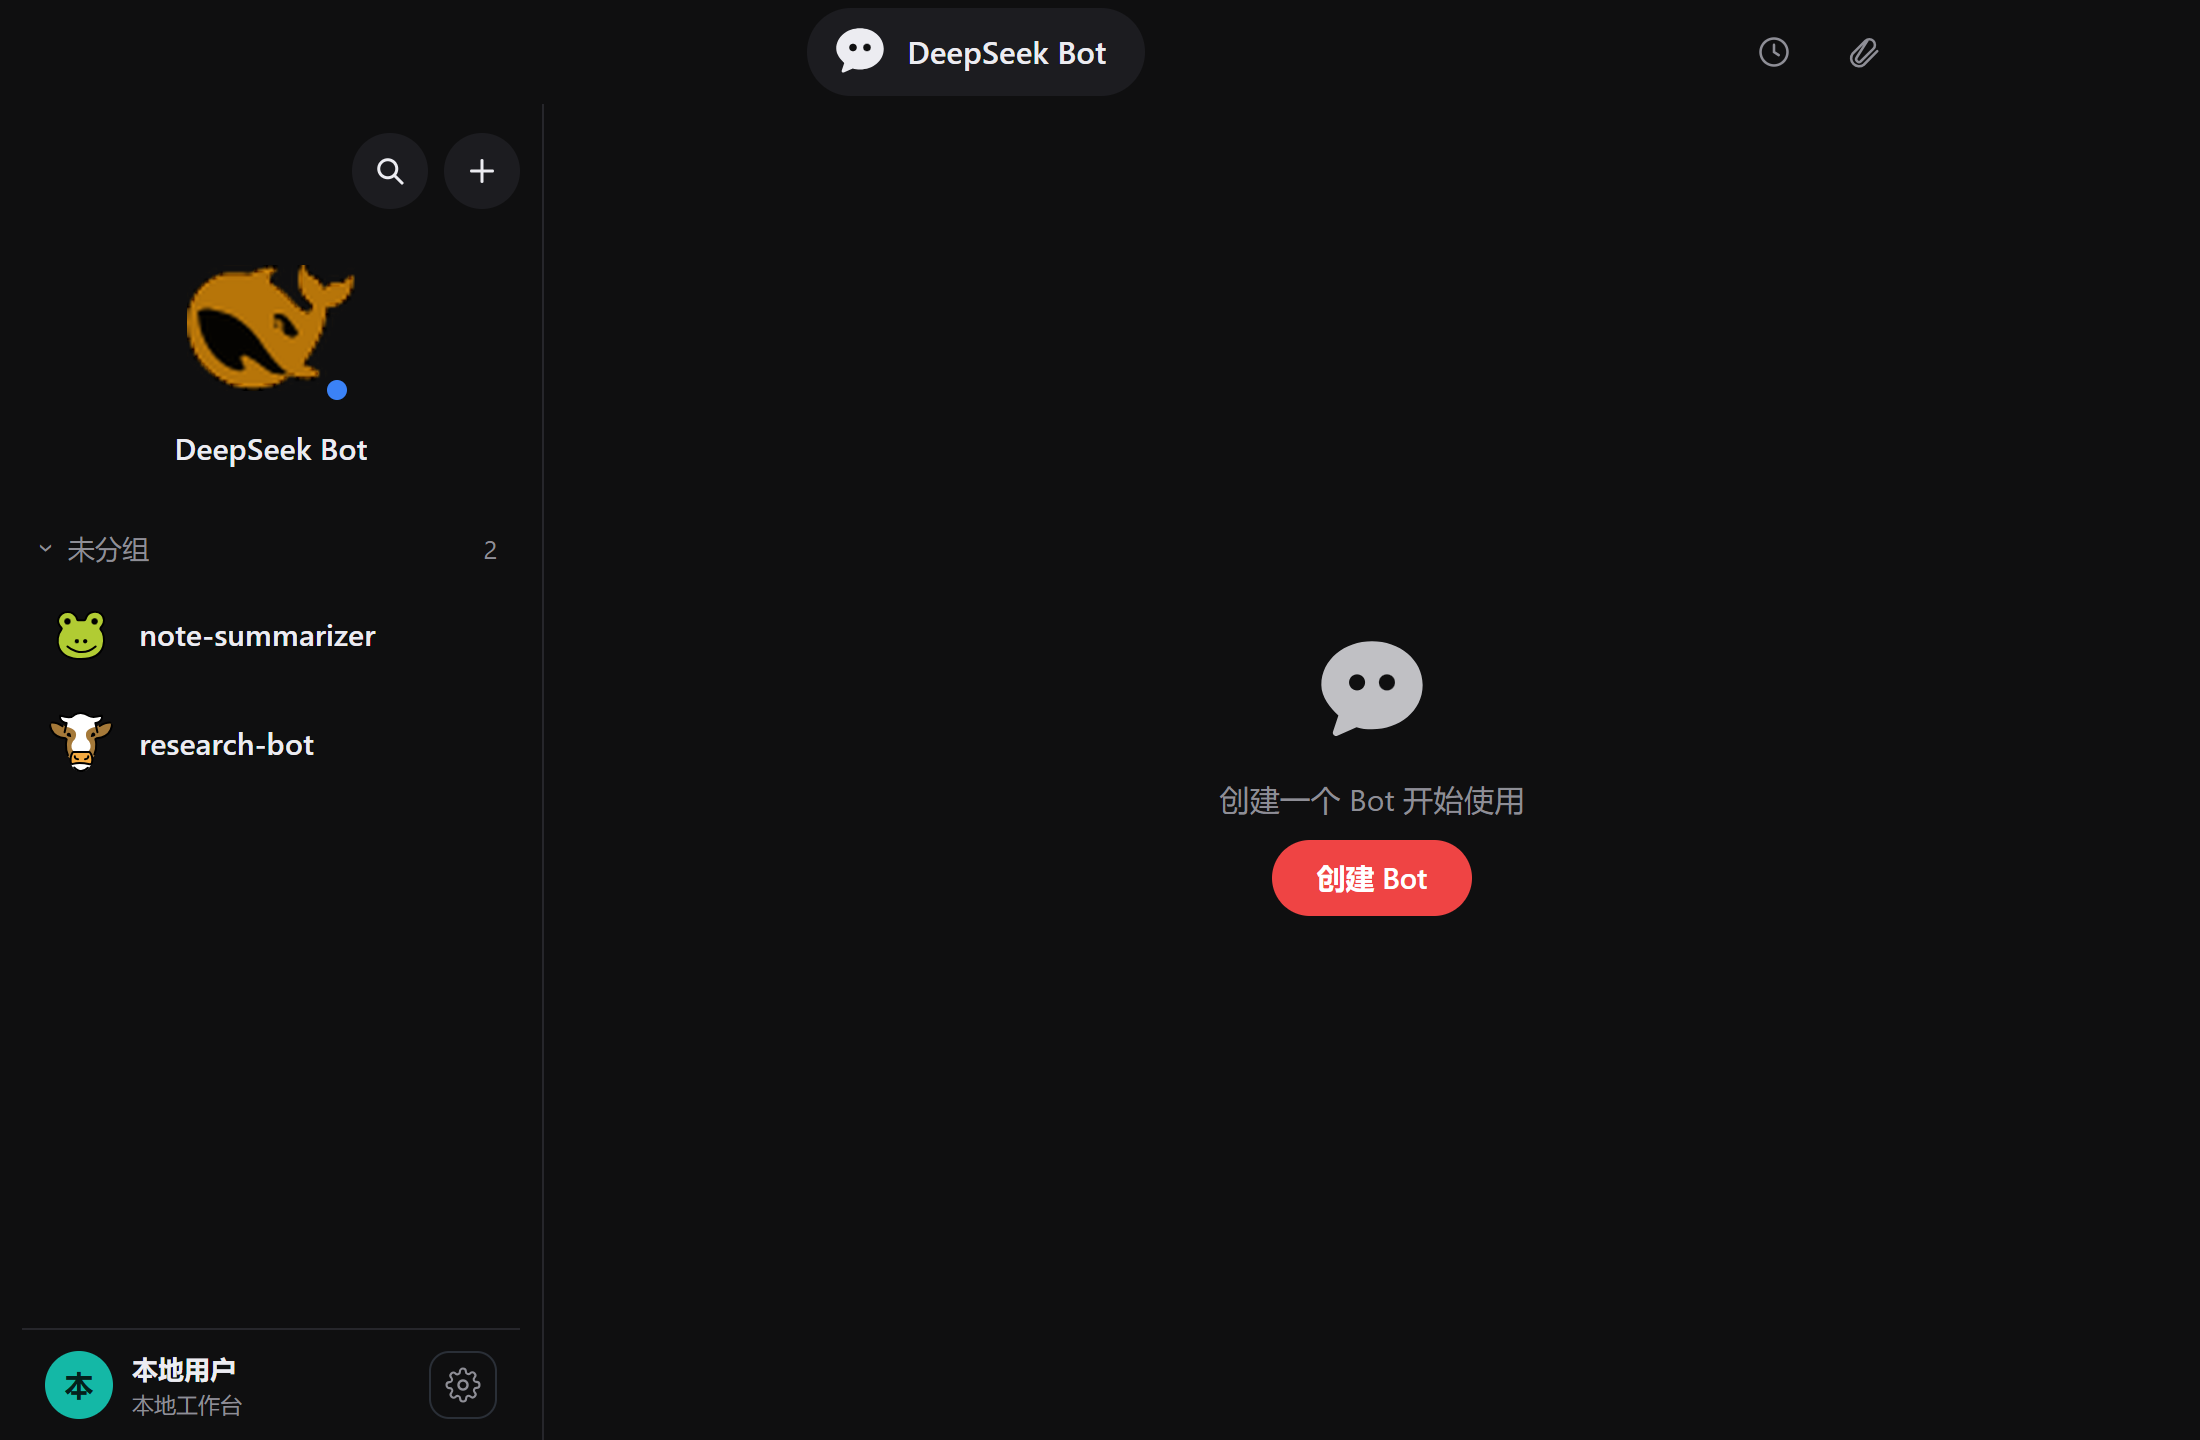 DeepSeek Bot
DeepSeek Bot
未分组
2
note-summarizer
research-bot
创建一个 Bot 开始使用
创建 Bot
本
本地用户
本地工作台